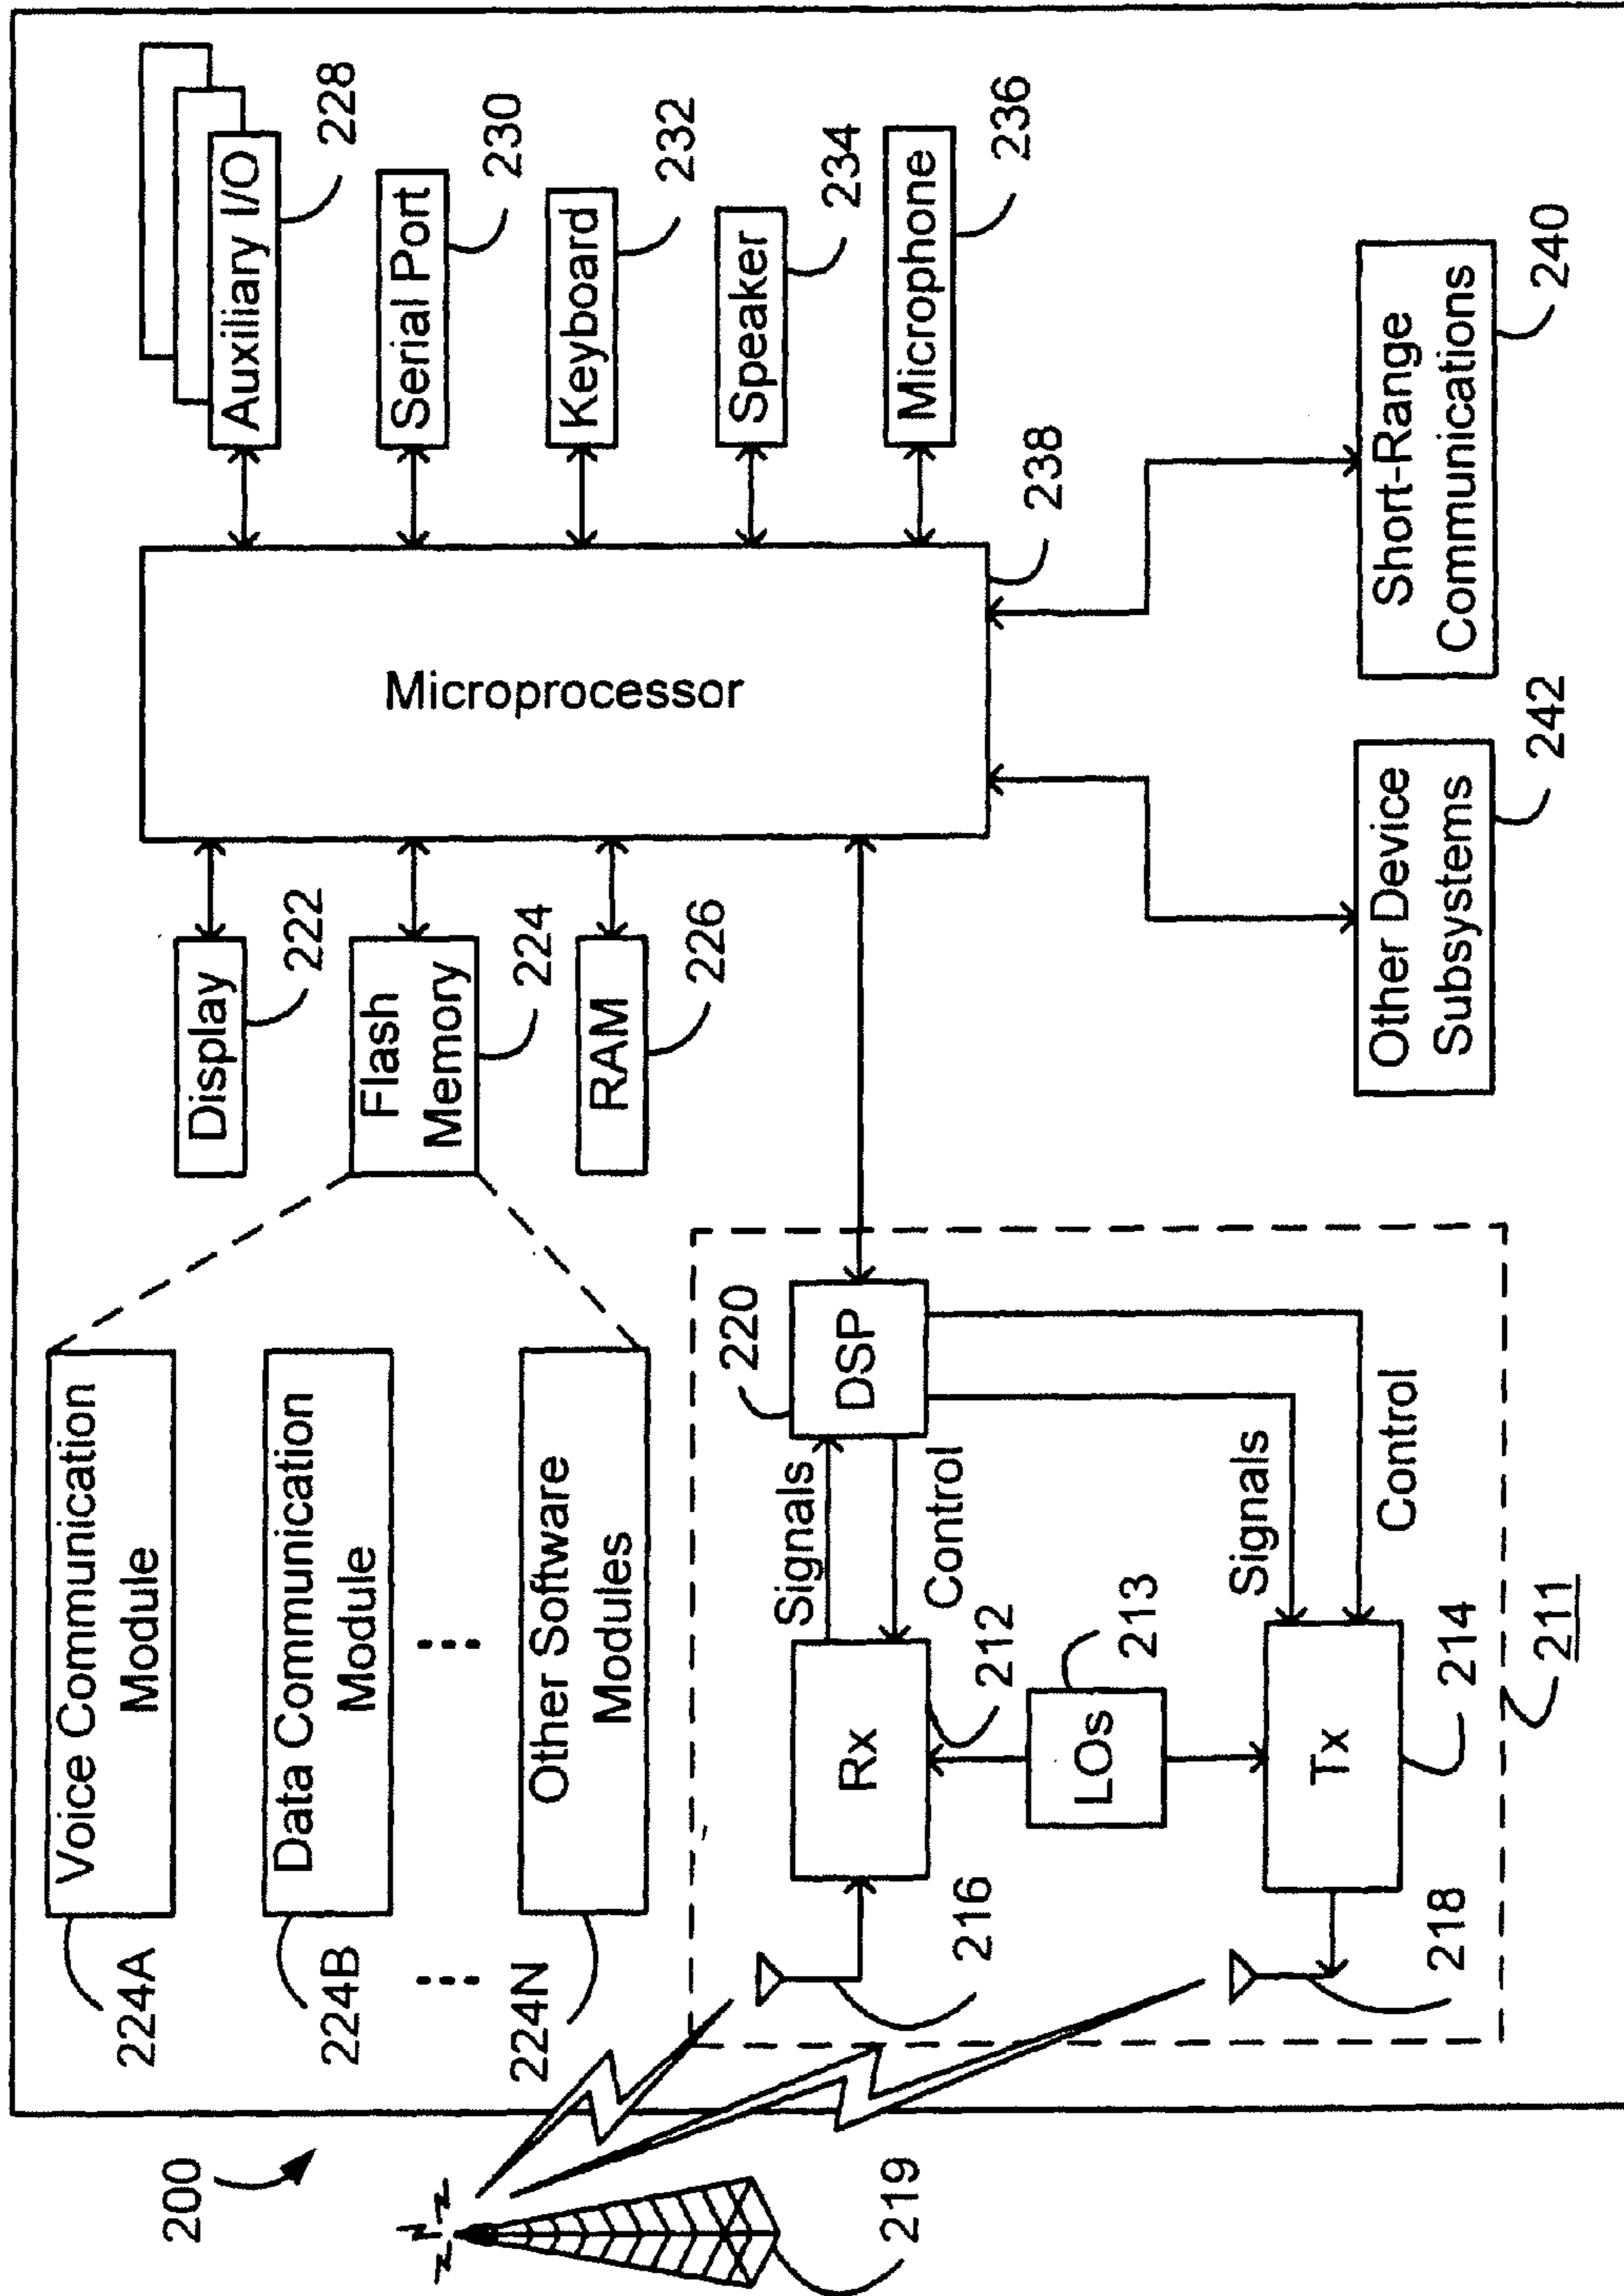 200
219
224A
Voice Communication
Module
224B
Data Communication
Module
...
...
224N
Other Software
Modules
Display
222
Flash
Memory
224
RAM
226
Microprocessor
238
Auxiliary I/O
228
Serial Port
230
Keyboard
232
Speaker
234
Microphone
236
Short-Range
Communications
240
Other Device
Subsystems
242
220
DSP
Signals
Control
Rx
212
LOs
213
Signals
Control
Tx
214
216
218
211